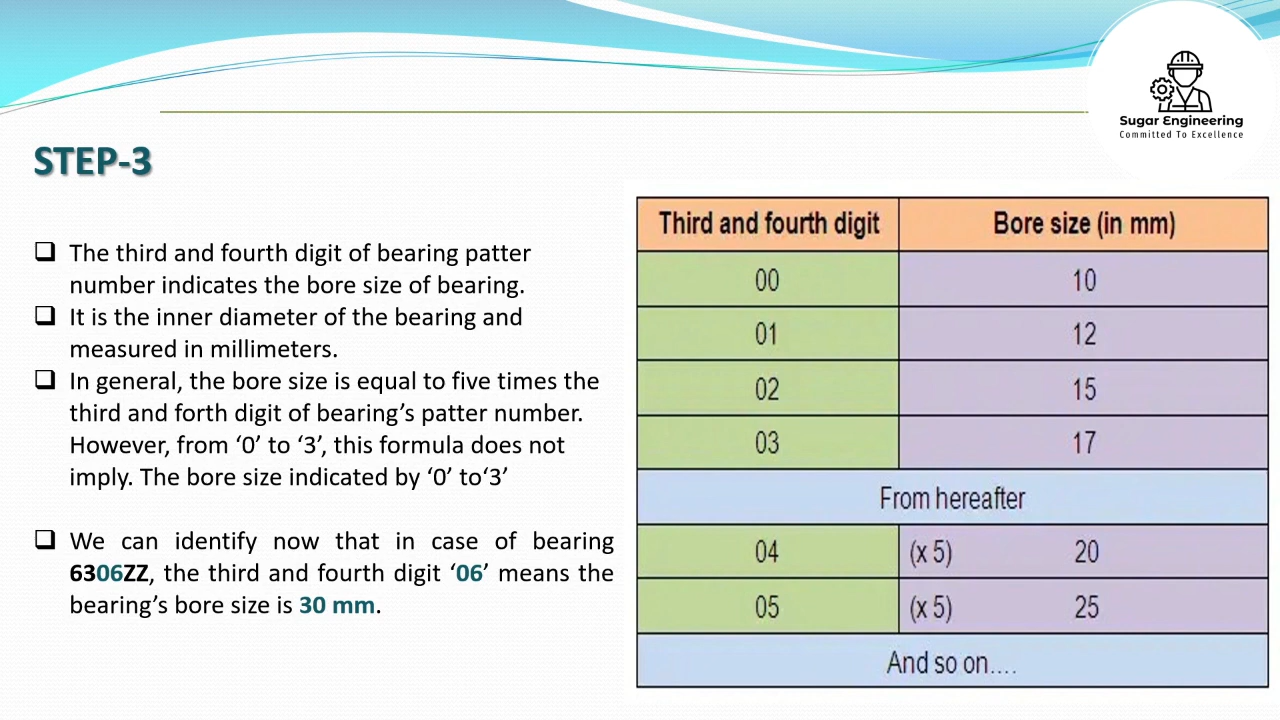 Sugar Engineering
Committed To Excellence
STEP-3
The third and fourth digit of bearing patter
number indicates the bore size of bearing.
It is the inner diameter of the bearing and
measured in millimeters.
In general, the bore size is equal to five times the
third and forth digit of bearing’s patter number.
However, from ‘0’ to ‘3’, this formula does not
imply. The bore size indicated by ‘0’ to‘3’
We can identify now that in case of bearing
6306ZZ, the third and fourth digit ‘06’ means the
bearing’s bore size is 30 mm.
Third and fourth digit Bore size (in mm)
00 10
01 12
02 15
03 17
From hereafter
04 (x 5) 20
05 (x 5) 25
And so on....